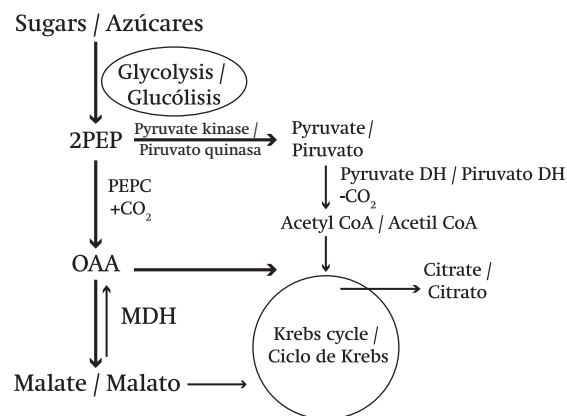 Sugars / Azúcares
Glycolysis /
Glucólisis
2PEP
Pyruvate kinase /
Piruvato quinasa
Pyruvate /
Piruvato
PEPC
+CO₂
Pyruvate DH / Piruvato DH
-CO₂
Acetyl CoA / Acetil CoA
OAA
Citrate /
Citrato
MDH
Krebs cycle /
Ciclo de Krebs
Malate / Malato